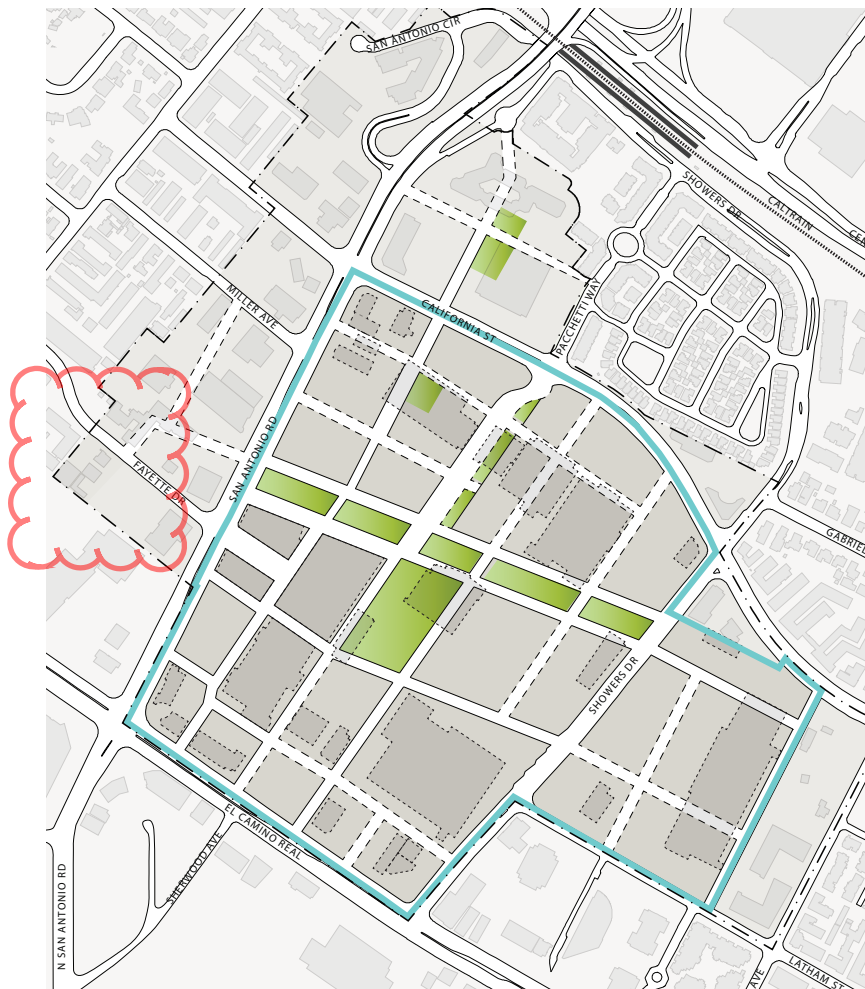 SAN ANTONIO CIR
SHOWERS DR
CALTRAIN
CEN
MILLER AVE
CALIFORNIA ST
PACCHETTI WAY
SAN ANTONIO RD
FAYETTE DR
GABRIEL
SHOWERS DR
EL CAMINO REAL
SHERWOOD AVE
N SAN ANTONIO RD
LATHAM ST
AVE